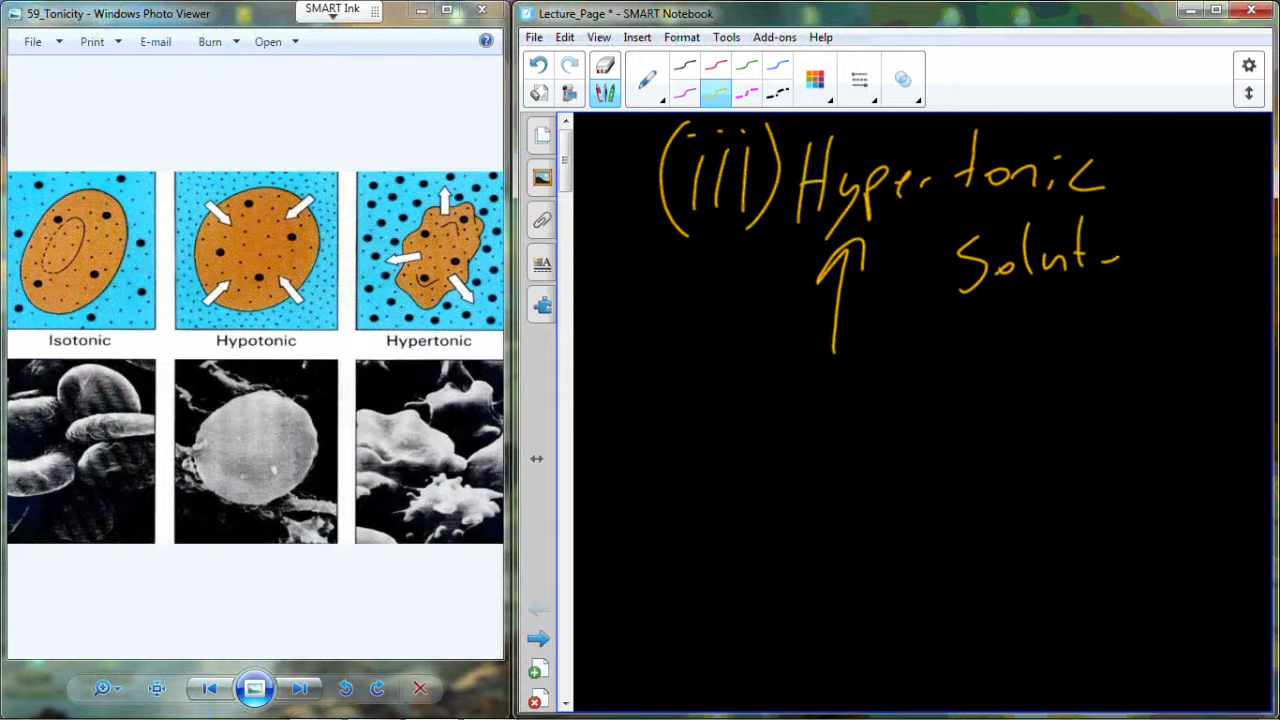 59_Tonicity - Windows Photo Viewer
SMART Ink
File Print E-mail Burn Open
Isotonic
Hypotonic
Hypertonic
Lecture_Page * - SMART Notebook
File Edit View Insert Format Tools Add-ons Help
(iii) Hypertonic
Solut